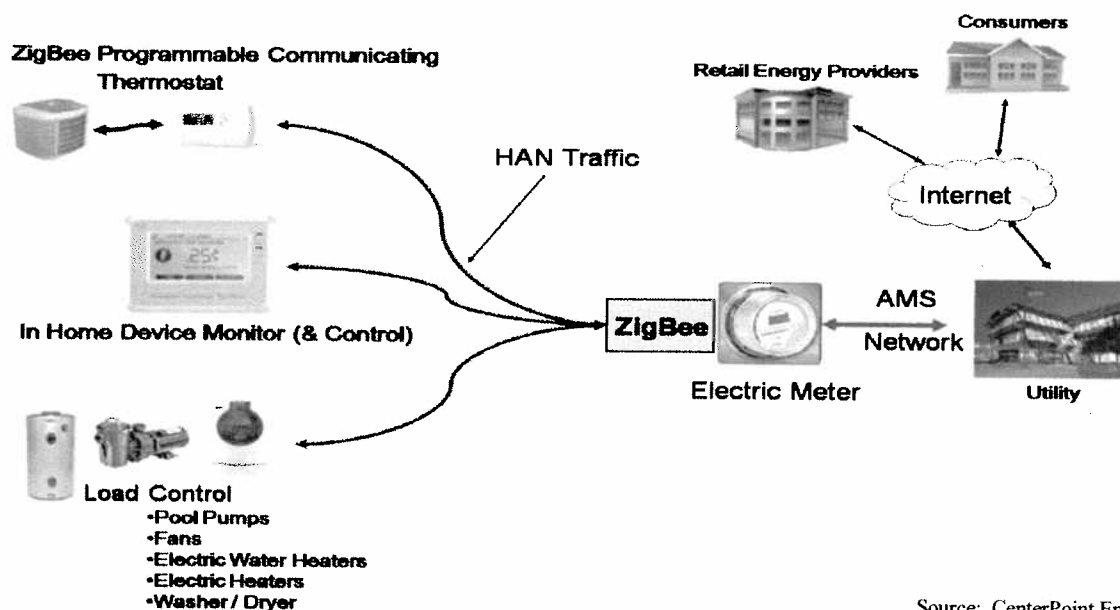 Consumers
ZigBee Programmable Communicating
Thermostat
Retail Energy Providers
HAN Traffic
Internet
25¢
In Home Device Monitor (& Control)
ZigBee
AMS
Network
Electric Meter
Utility
Load Control
•Pool Pumps
•Fans
•Electric Water Heaters
•Electric Heaters
•Washer / Dryer
Source: CenterPoint